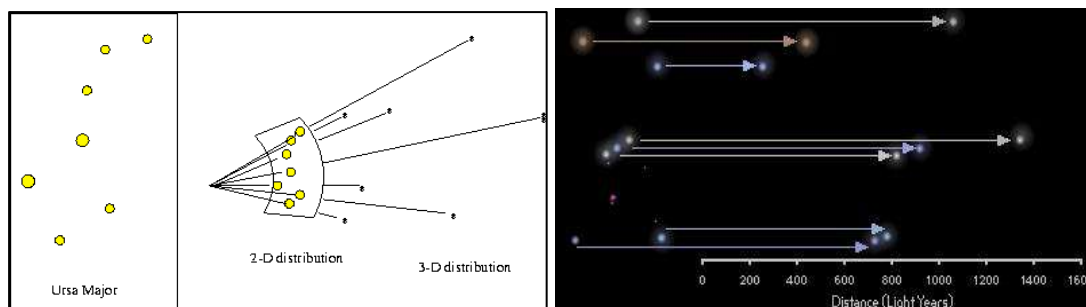 Ursa Major
2-D distribution
3-D distribution
0 200 400 600 800 1000 1200 1400 160
Distance (Light Years)